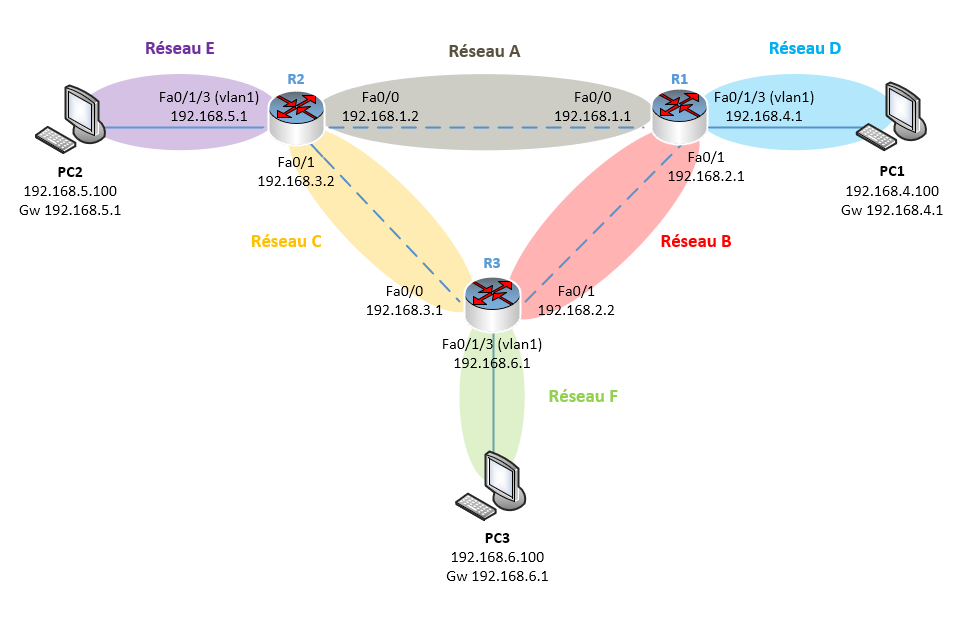 Réseau E
Réseau A
Réseau D
R2
R1
Fa0/1/3 (vlan1)
192.168.5.1
Fa0/0
192.168.1.2
Fa0/0
192.168.1.1
Fa0/1/3 (vlan1)
192.168.4.1
PC2
192.168.5.100
Gw 192.168.5.1
Fa0/1
192.168.3.2
Fa0/1
192.168.2.1
PC1
192.168.4.100
Gw 192.168.4.1
Réseau C
Réseau B
R3
Fa0/0
192.168.3.1
Fa0/1
192.168.2.2
Fa0/1/3 (vlan1)
192.168.6.1
Réseau F
PC3
192.168.6.100
Gw 192.168.6.1